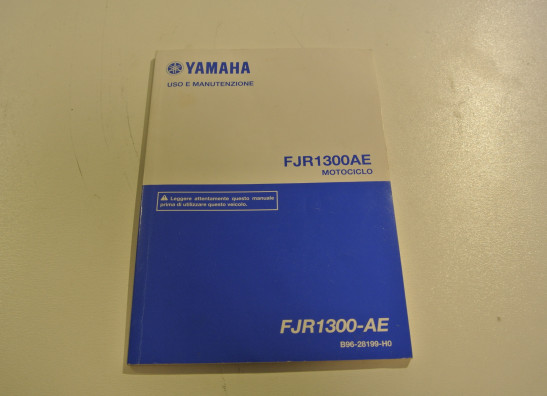 YAMAHA
USO E MANUTENZIONE
FJR1300AE
MOTOCICLO
Leggere attentamente questo manuale
prima di utilizzare questo veicolo.
FJR1300-AE
B96-28199-H0